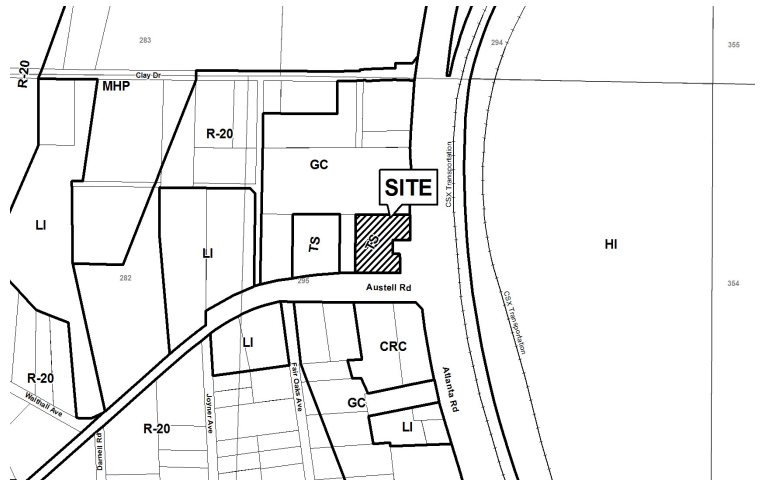 283
294
355
R-20
Clay Dr
MHP
R-20
GC
CSX Transportation
SITE
LI
LI
TS
TS
HI
282
295
Austell Rd
354
CSX Transportation
LI
CRC
R-20
Fair Oaks Ave
Atlanta Rd
Walthall Ave
Joyner Ave
GC
R-20
LI
Darnell Rd